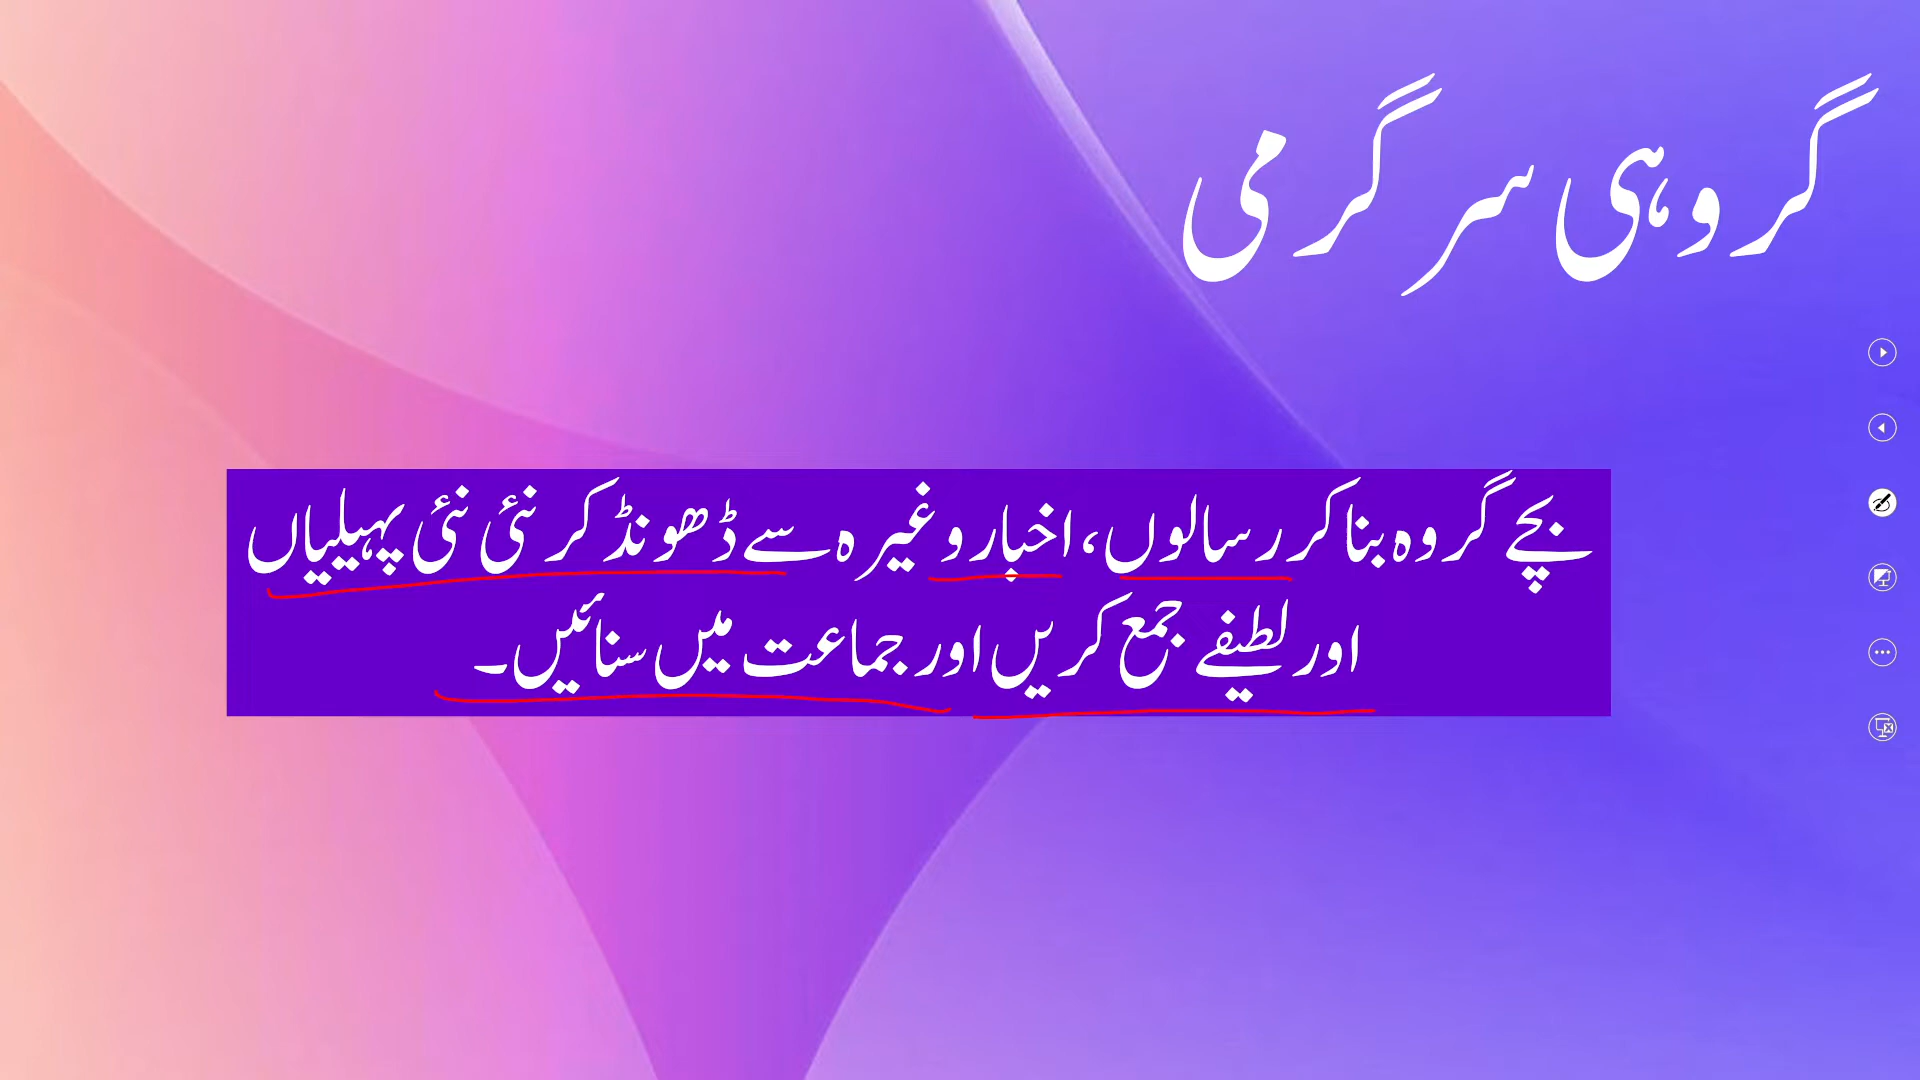 گروہی سرگرمی
بچے گروہ بنا کر رسالوں، اخبار وغیرہ سے ڈھونڈ کر نئی نئی پہیلیاں
اور لطیفے جمع کریں اور جماعت میں سنائیں۔